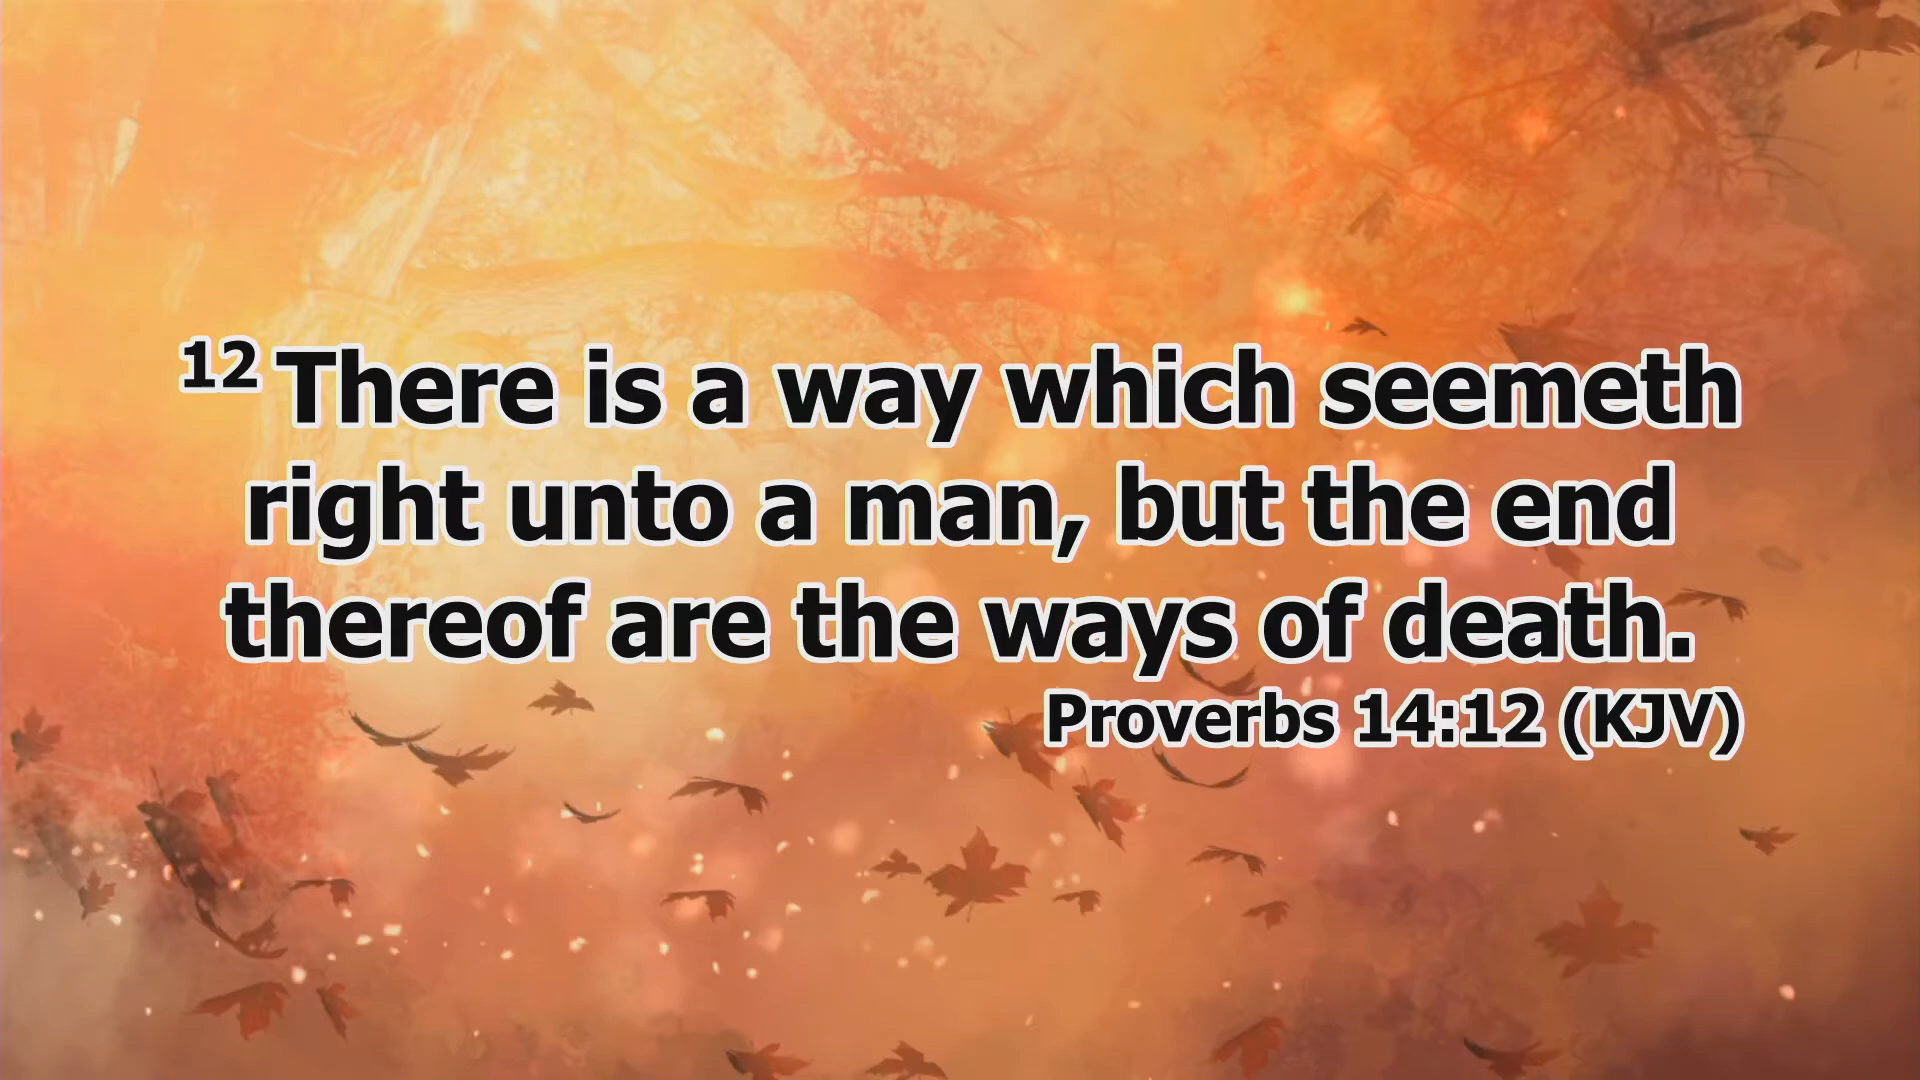 12 There is a way which seemeth
right unto a man, but the end
thereof are the ways of death.
Proverbs 14:12 (KJV)